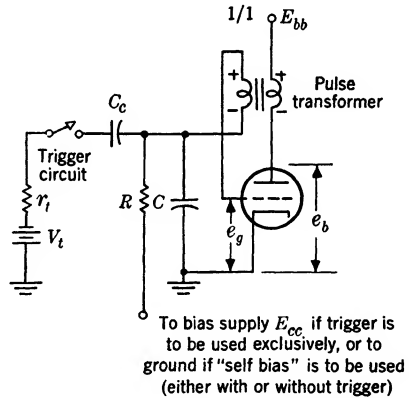 1/1
E_bb
+ +
Pulse
transformer
− −
C_c
Trigger
circuit
r_t
V_t
R C
e_g
e_b
To bias supply E_cc if trigger is
to be used exclusively, or to
ground if "self bias" is to be used
(either with or without trigger)